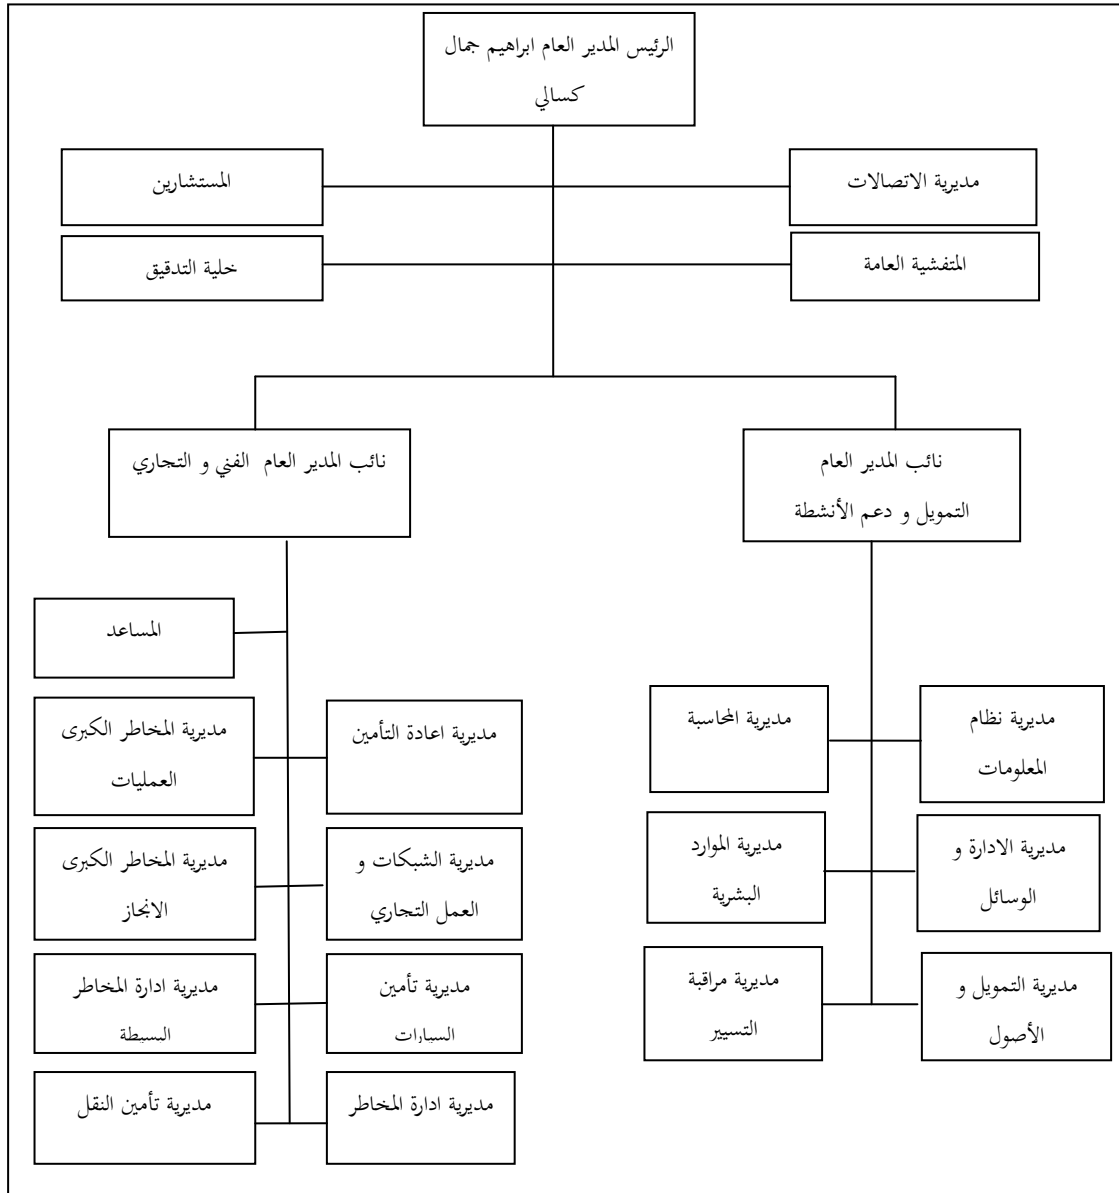 الرئيس المدير العام ابراهيم جمال
كسالي
مديرية الاتصالات
المستشارين
المتفشية العامة
خلية التدقيق
نائب المدير العام
التمويل و دعم الأنشطة
نائب المدير العام الفني و التجاري
المساعد
مديرية نظام
المعلومات
مديرية المحاسبة
مديرية اعادة التأمين
مديرية المخاطر الكبرى
العمليات
مديرية الادارة و
الوسائل
مديرية الموارد
البشرية
مديرية الشبكات و
العمل التجاري
مديرية المخاطر الكبرى
الانجاز
مديرية التمويل و
الأصول
مديرية مراقبة
التسيير
مديرية تأمين
السيارات
مديرية ادارة المخاطر
البسيطة
مديرية ادارة المخاطر
مديرية تأمين النقل